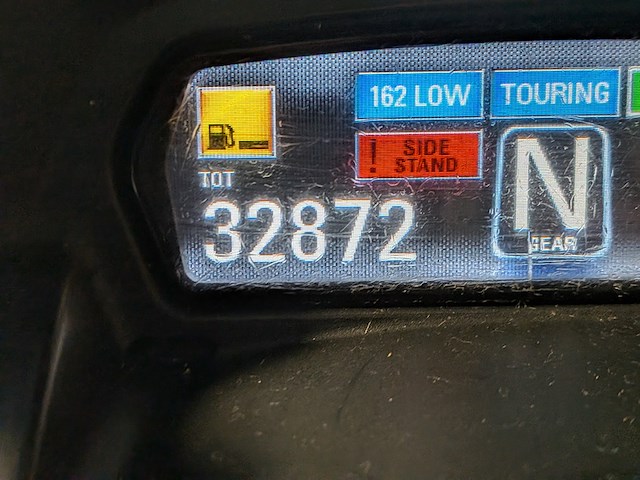 162 LOW
TOURING
! SIDE
STAND
TOT
32872
N
GEAR